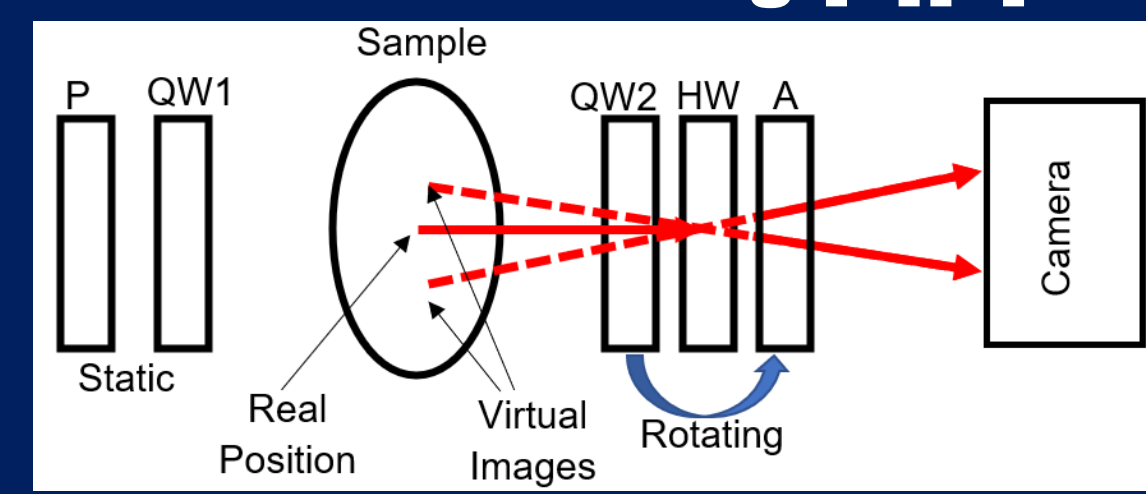 Sample
P
QW1
QW2
HW
A
Camera
Static
Real
Position
Virtual
Images
Rotating